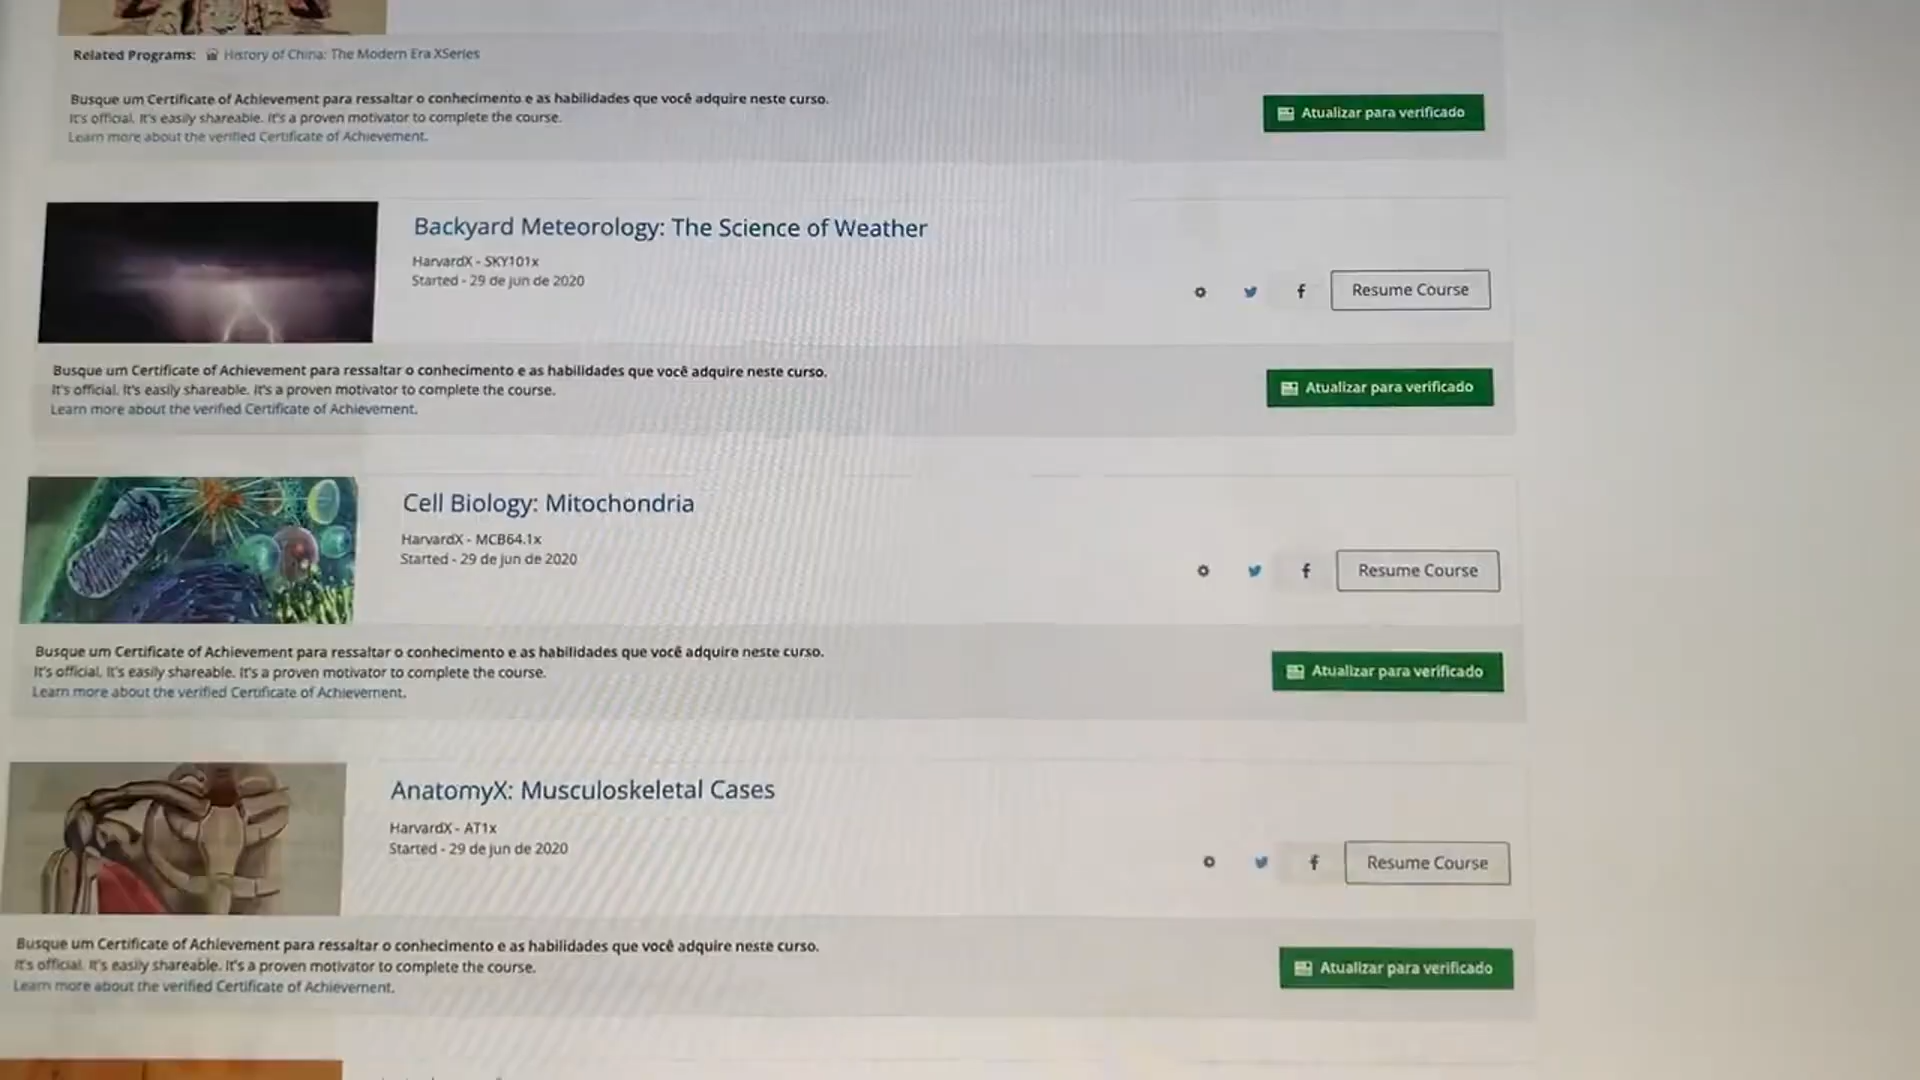 Related Programs: History of China: The Modern Era XSeries
Busque um Certificate of Achievement para ressaltar o conhecimento e as habilidades que você adquire neste curso.
It's official. It's easily shareable. It's a proven motivator to complete the course.
Learn more about the verified Certificate of Achievement.
Atualizar para verificado
Backyard Meteorology: The Science of Weather
HarvardX - SKY101x
Started - 29 de jun de 2020
Resume Course
Busque um Certificate of Achievement para ressaltar o conhecimento e as habilidades que você adquire neste curso.
It's official. It's easily shareable. It's a proven motivator to complete the course.
Learn more about the verified Certificate of Achievement.
Atualizar para verificado
Cell Biology: Mitochondria
HarvardX - MCB64.1x
Started - 29 de jun de 2020
Resume Course
Busque um Certificate of Achievement para ressaltar o conhecimento e as habilidades que você adquire neste curso.
It's official. It's easily shareable. It's a proven motivator to complete the course.
Learn more about the verified Certificate of Achievement.
Atualizar para verificado
AnatomyX: Musculoskeletal Cases
HarvardX - AT1x
Started - 29 de jun de 2020
Resume Course
Busque um Certificate of Achievement para ressaltar o conhecimento e as habilidades que você adquire neste curso.
It's official. It's easily shareable. It's a proven motivator to complete the course.
Learn more about the verified Certificate of Achievement.
Atualizar para verificado